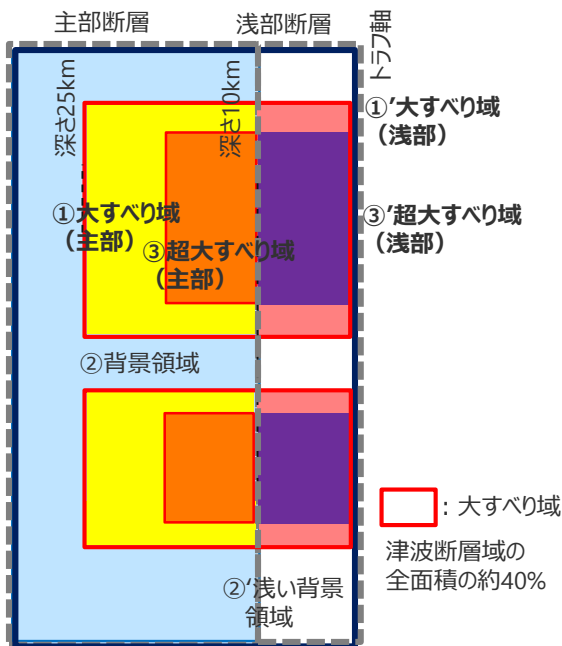 主部断層
浅部断層
トラフ軸
深さ25km
深さ10km
①’大すべり域
（浅部）
①大すべり域
（主部）
③超大すべり域
（主部）
③’超大すべり域
（浅部）
②背景領域
：大すべり域
津波断層域の
全面積の約40%
②‘浅い背景
領域